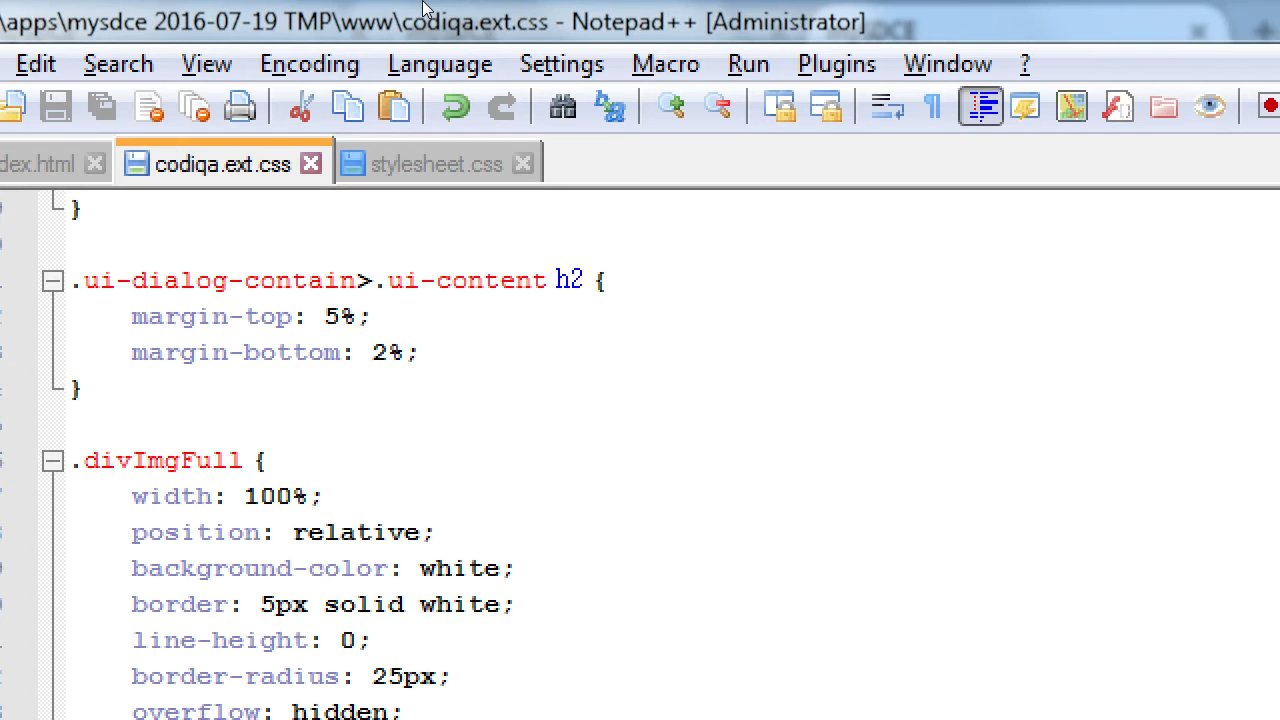 \apps\mysdce 2016-07-19 TMP\www\codiqa.ext.css - Notepad++ [Administrator]
Edit Search View Encoding Language Settings Macro Run Plugins Window ?
dex.html codiqa.ext.css stylesheet.css
}
.ui-dialog-contain>.ui-content h2 {
margin-top: 5%;
margin-bottom: 2%;
}
.divImgFull {
width: 100%;
position: relative;
background-color: white;
border: 5px solid white;
line-height: 0;
border-radius: 25px;
overflow: hidden;